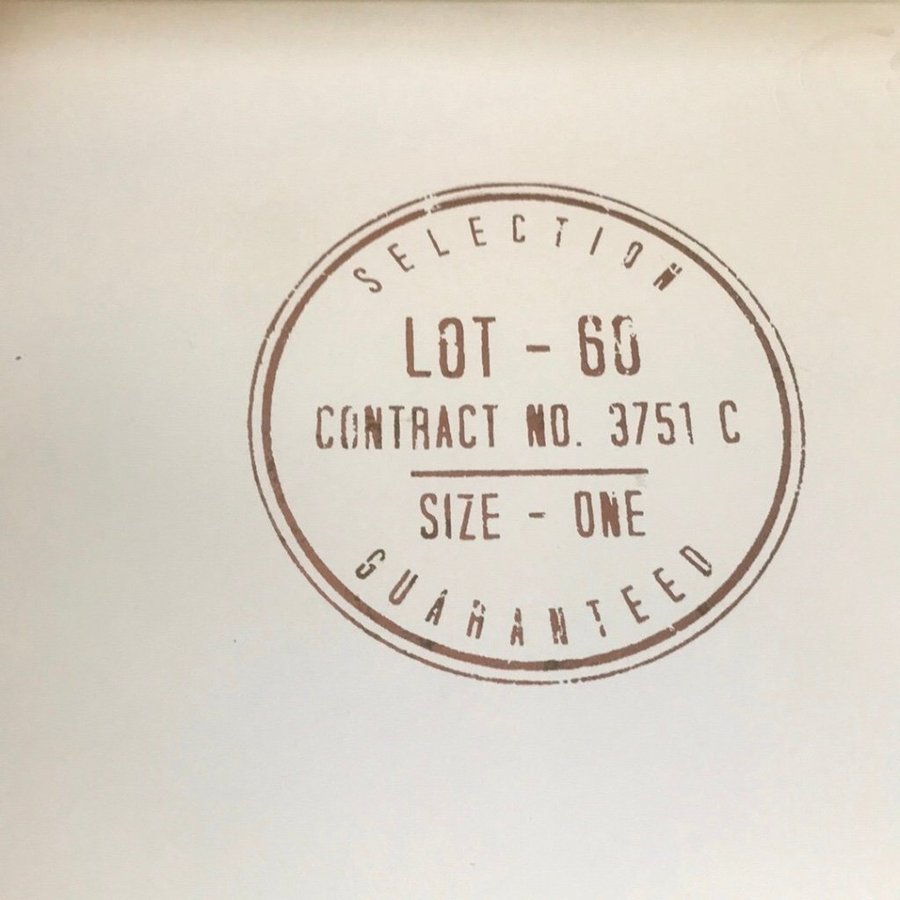 SELECTION
LOT - 60
CONTRACT NO. 3751 C
SIZE - ONE
GUARANTEED